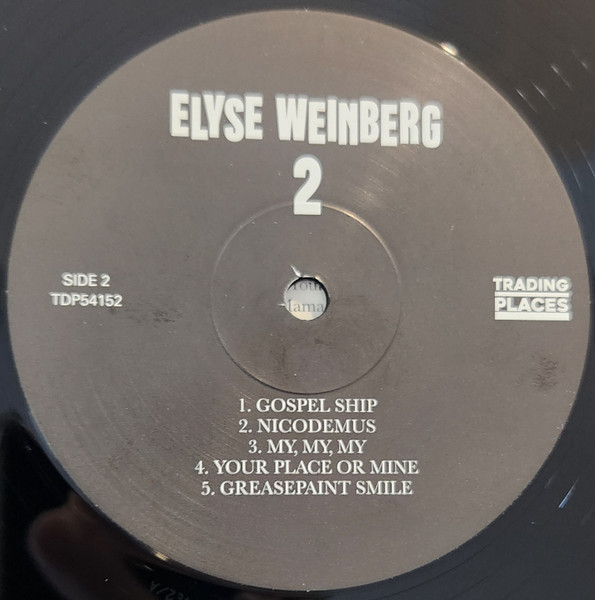 ELYSE WEINBERG
2
SIDE 2
TDP54152
TRADING
PLACES
1. GOSPEL SHIP
2. NICODEMUS
3. MY, MY, MY
4. YOUR PLACE OR MINE
5. GREASEPAINT SMILE